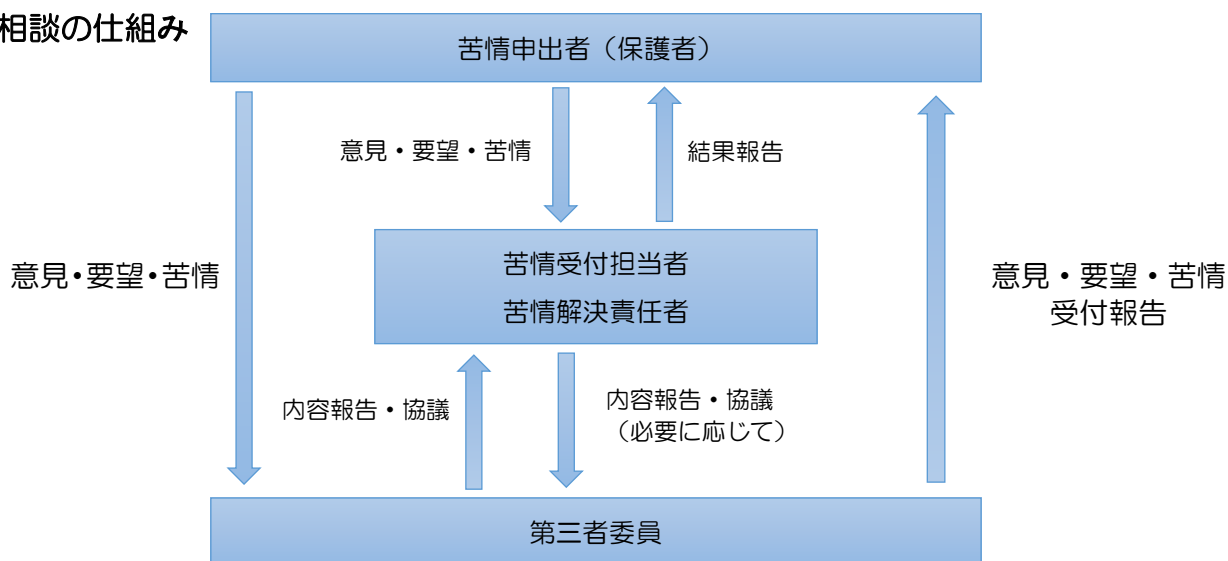 相談の仕組み
苦情申出者（保護者）
意見・要望・苦情
結果報告
意見・要望・苦情
苦情受付担当者
苦情解決責任者
意見・要望・苦情
受付報告
内容報告・協議
内容報告・協議
（必要に応じて）
第三者委員